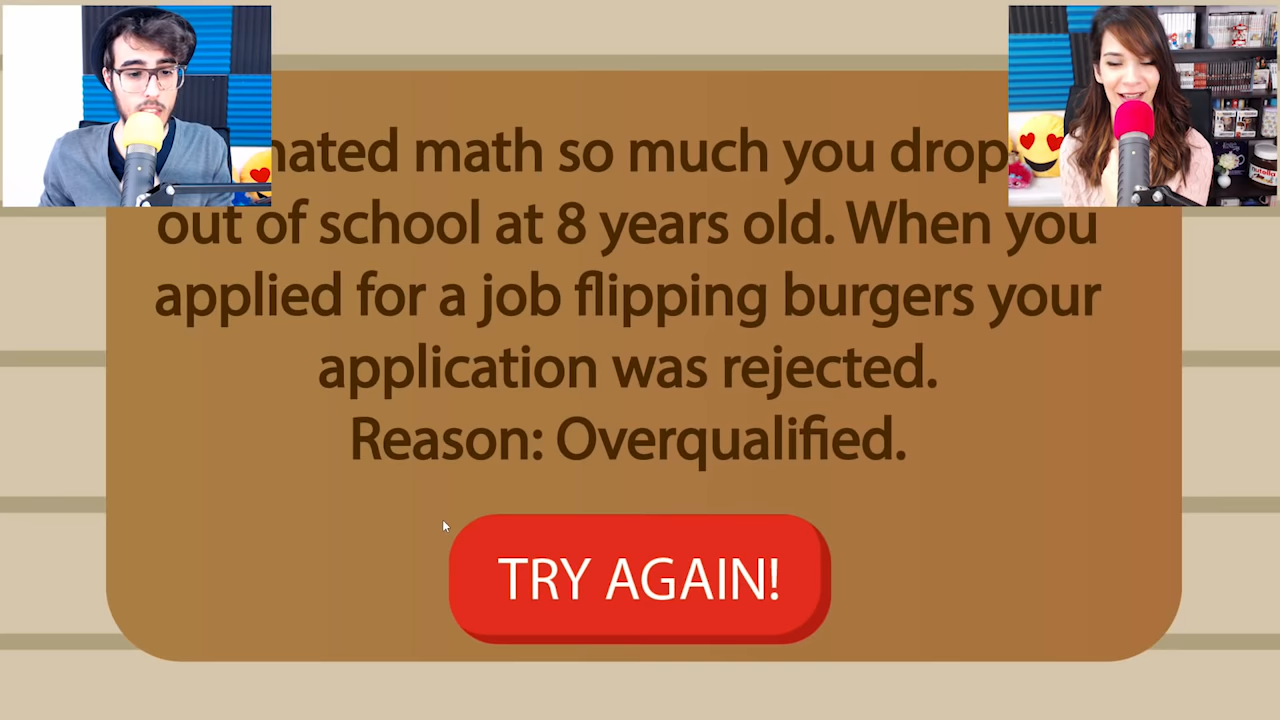 hated math so much you drop
out of school at 8 years old. When you
applied for a job flipping burgers your
application was rejected.
Reason: Overqualified.
TRY AGAIN!
nutella